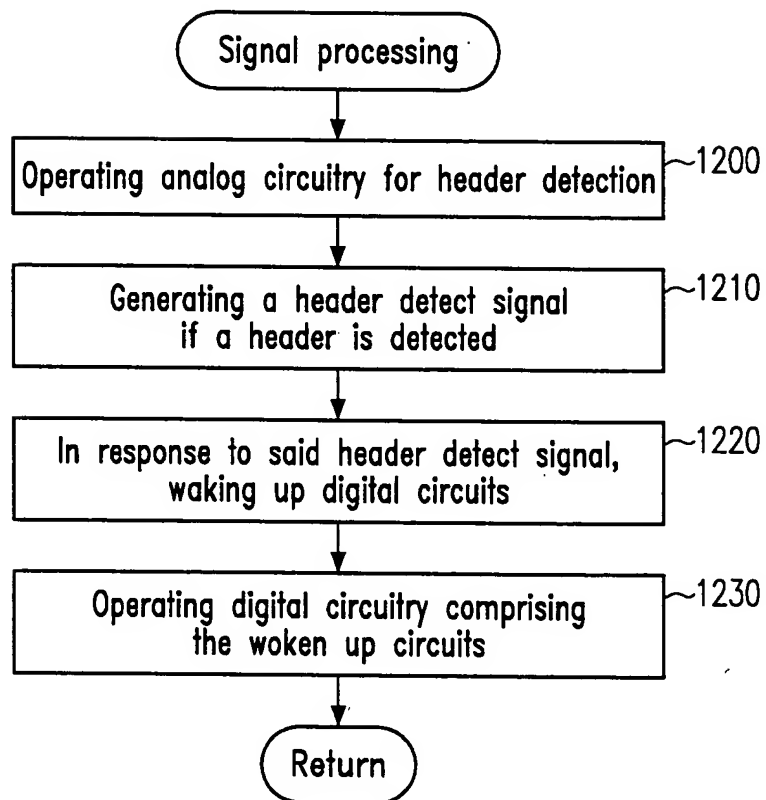 Signal processing
Operating analog circuitry for header detection
1200
Generating a header detect signal
if a header is detected
1210
In response to said header detect signal,
waking up digital circuits
1220
Operating digital circuitry comprising
the woken up circuits
1230
Return